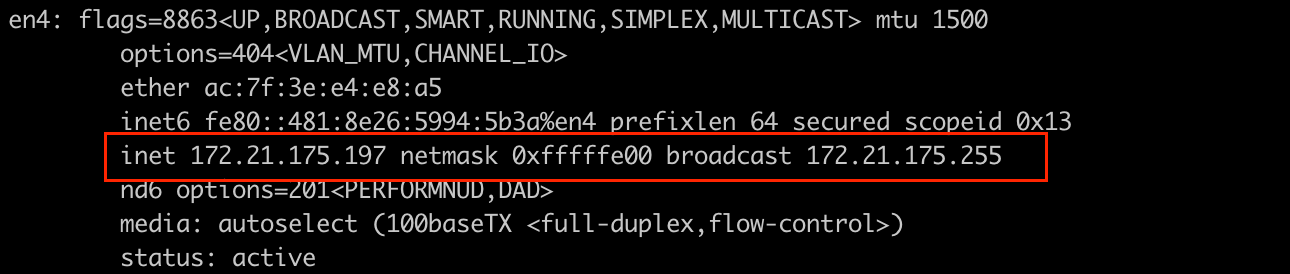 en4: flags=8863<UP,BROADCAST,SMART,RUNNING,SIMPLEX,MULTICAST> mtu 1500
options=404<VLAN_MTU,CHANNEL_IO>
ether ac:7f:3e:e4:e8:a5
inet6 fe80::481:8e26:5994:5b3a%en4 prefixlen 64 secured scopeid 0x13
inet 172.21.175.197 netmask 0xfffffe00 broadcast 172.21.175.255
nd6 options=201<PERFORMNUD,DAD>
media: autoselect (100baseTX <full-duplex,flow-control>)
status: active